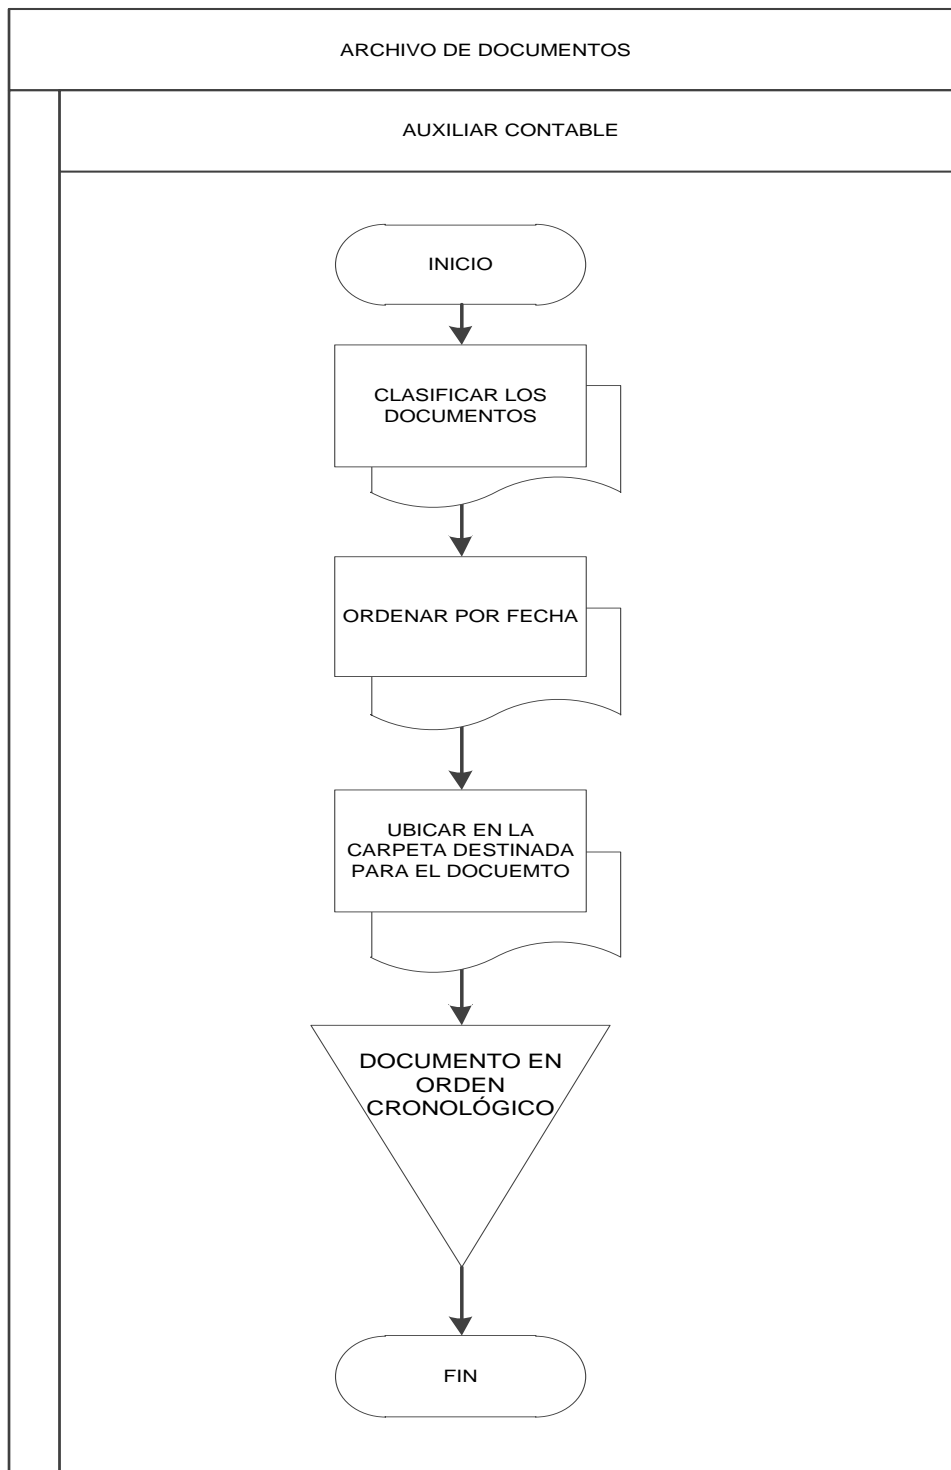 ARCHIVO DE DOCUMENTOS
AUXILIAR CONTABLE
INICIO
CLASIFICAR LOS
DOCUMENTOS
ORDENAR POR FECHA
UBICAR EN LA
CARPETA DESTINADA
PARA EL DOCUEMTO
DOCUMENTO EN
ORDEN
CRONOLÓGICO
FIN